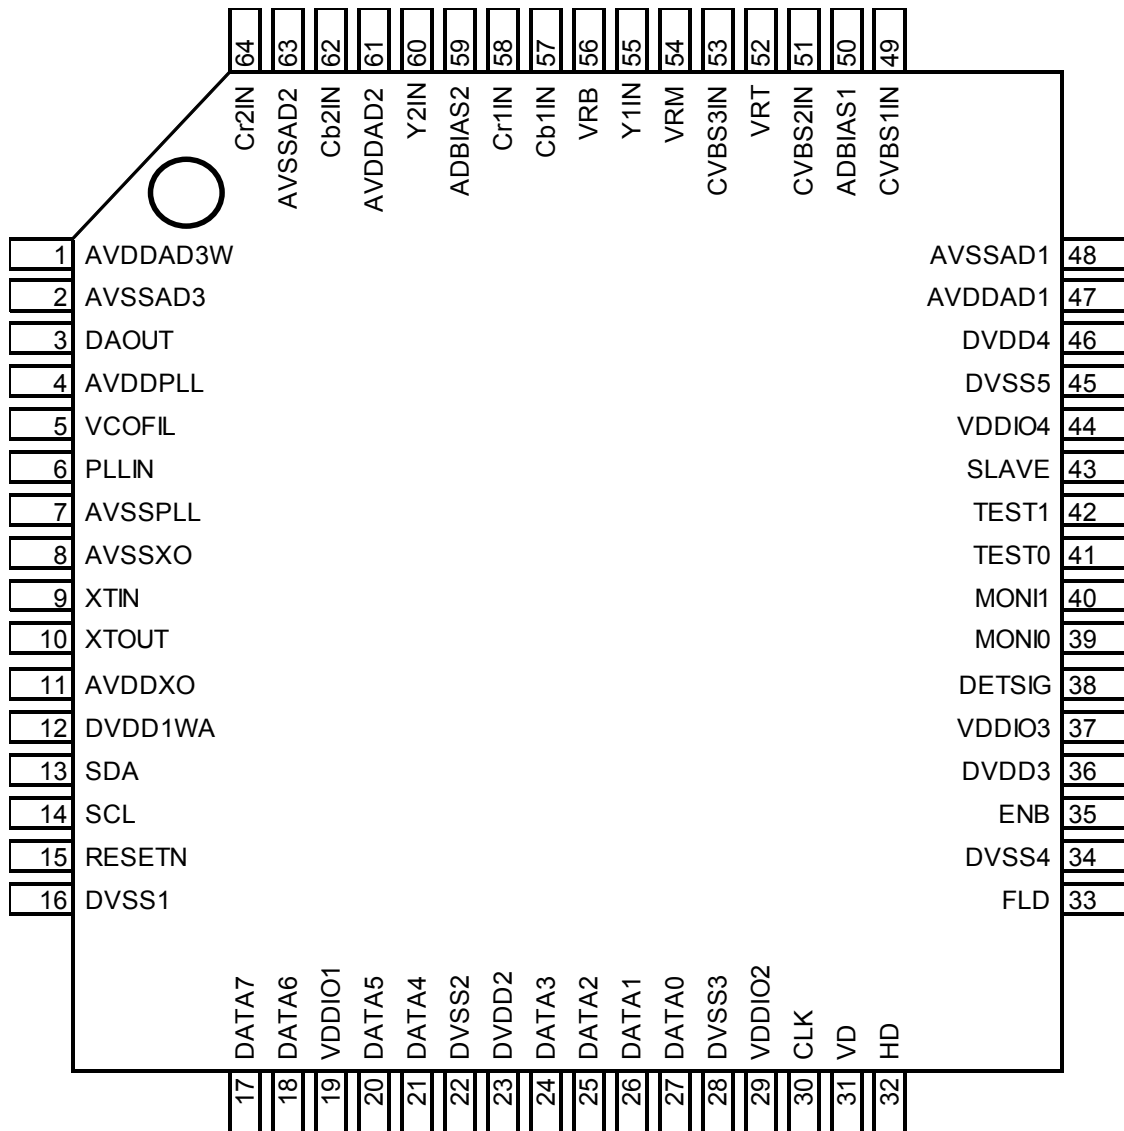 64 63 62 61 60 59 58 57 56 55 54 53 52 51 50 49
Cr2IN AVSSAD2 Cb2IN AVDDAD2 Y2IN ADBIAS2 Cr1IN Cb1IN VRB Y1IN VRM CVBS3IN VRT CVBS2IN ADBIAS1 CVBS1IN
1 AVDDAD3W AVSSAD1 48
2 AVSSAD3 AVDDAD1 47
3 DAOUT DVDD4 46
4 AVDDPLL DVSS5 45
5 VCOFIL VDDIO4 44
6 PLLIN SLAVE 43
7 AVSSPLL TEST1 42
8 AVSSXO TEST0 41
9 XTIN MONI1 40
10 XTOUT MONI0 39
11 AVDDXO DETSIG 38
12 DVDD1WA VDDIO3 37
13 SDA DVDD3 36
14 SCL ENB 35
15 RESETN DVSS4 34
16 DVSS1 FLD 33
DATA7 DATA6 VDDIO1 DATA5 DATA4 DVSS2 DVDD2 DATA3 DATA2 DATA1 DATA0 DVSS3 VDDIO2 CLK VD HD
17 18 19 20 21 22 23 24 25 26 27 28 29 30 31 32